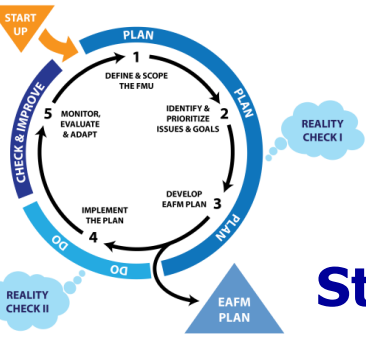 START
UP
PLAN
1
DEFINE & SCOPE
THE FMU
PLAN
IDENTIFY &
PRIORITIZE
ISSUES & GOALS
2
REALITY
CHECK I
DEVELOP
EAFM PLAN
3
PLAN
IMPLEMENT
THE PLAN
4
DO
DO
5
MONITOR,
EVALUATE
& ADAPT
CHECK & IMPROVE
REALITY
CHECK II
EAFM
PLAN
St